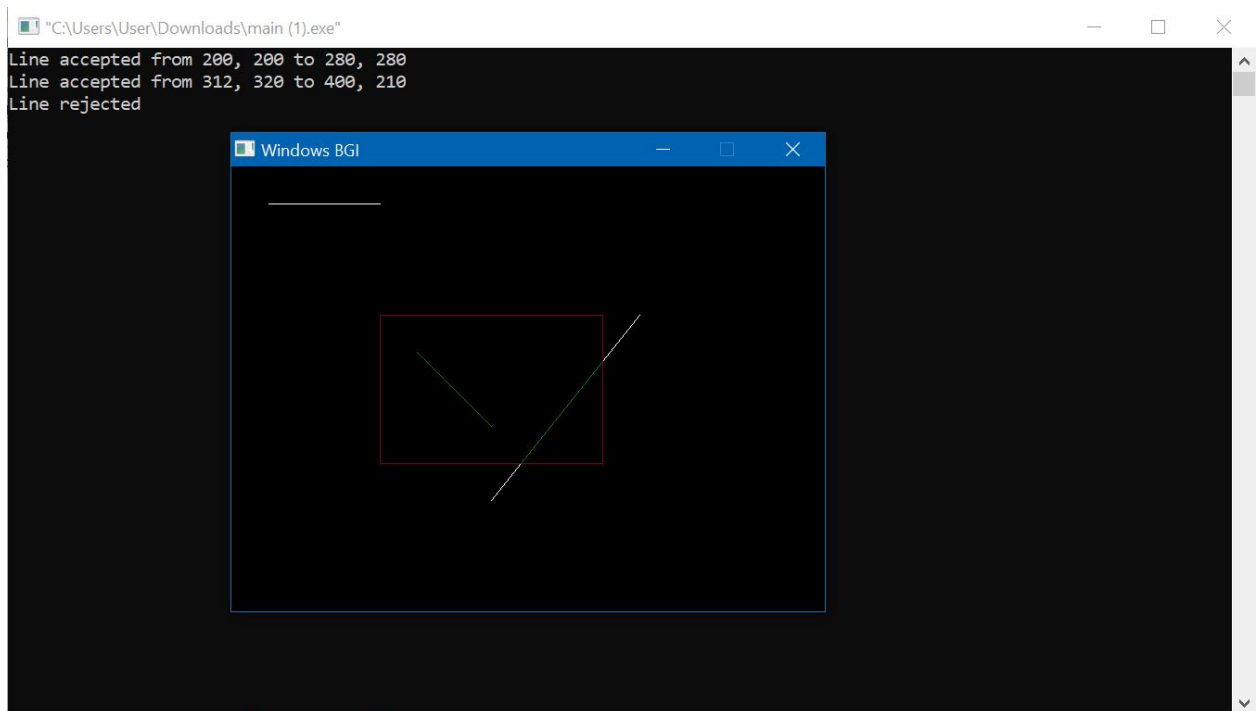 "C:\Users\User\Downloads\main (1).exe"
Line accepted from 200, 200 to 280, 280
Line accepted from 312, 320 to 400, 210
Line rejected
Windows BGI